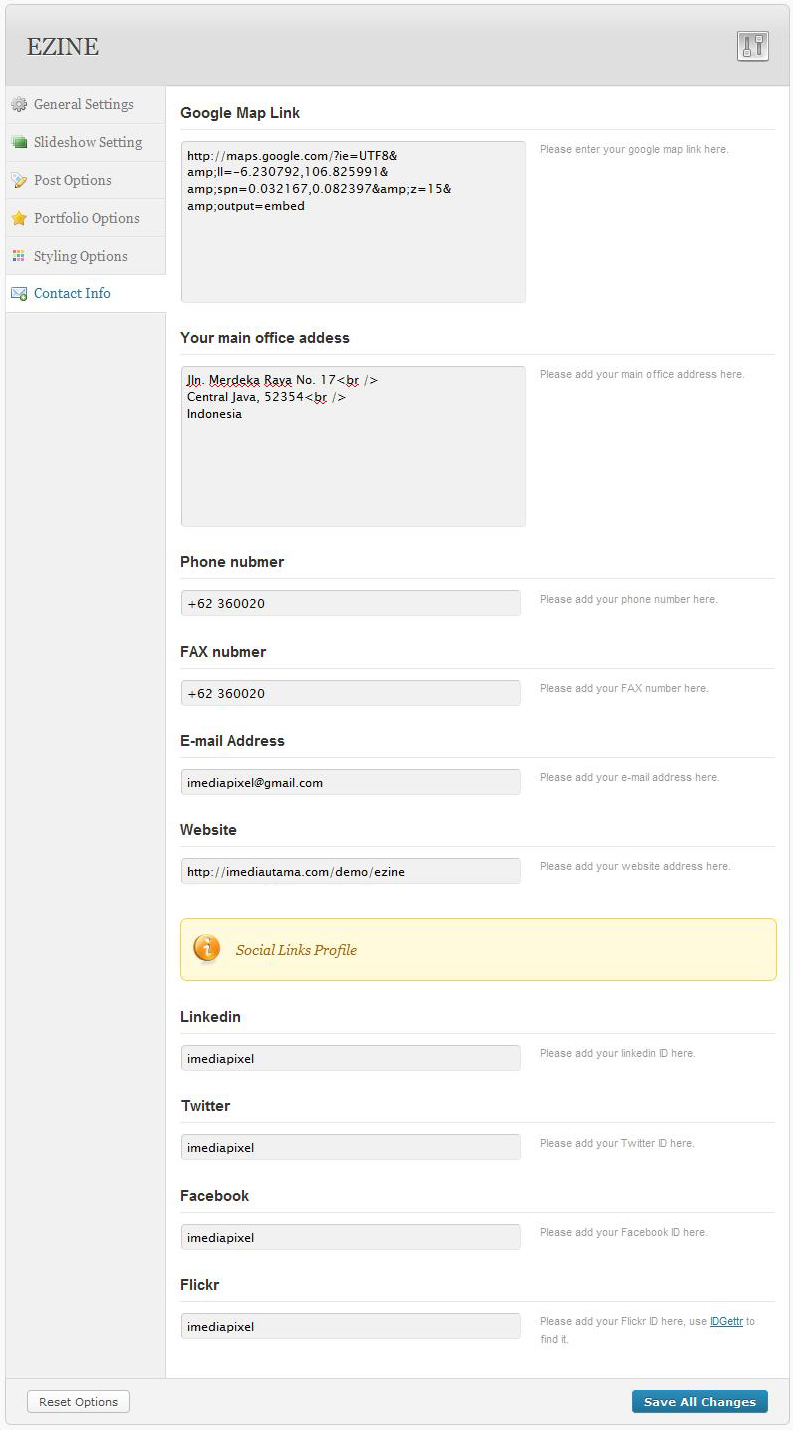 EZINE
General Settings
Slideshow Setting
Post Options
Portfolio Options
Styling Options
Contact Info
Google Map Link
http://maps.google.com/?ie=UTF8&
amp;ll=-6.230792,106.825991&
amp;spn=0.032167,0.082397&amp;z=15&
amp;output=embed
Please enter your google map link here.
Your main office addess
Jln. Merdeka Raya No. 17<br />
Central Java, 52354<br />
Indonesia
Please add your main office address here.
Phone nubmer
+62 360020
Please add your phone number here.
FAX nubmer
+62 360020
Please add your FAX number here.
E-mail Address
imediapixel@gmail.com
Please add your e-mail address here.
Website
http://imediautama.com/demo/ezine
Please add your website address here.
Social Links Profile
Linkedin
imediapixel
Please add your linkedin ID here.
Twitter
imediapixel
Please add your Twitter ID here.
Facebook
imediapixel
Please add your Facebook ID here.
Flickr
imediapixel
Please add your Flickr ID here, use IDGettr to
find it.
Reset Options
Save All Changes